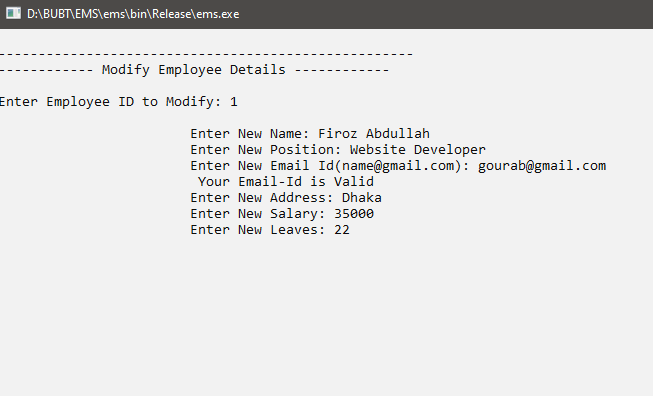 D:\BUBT\EMS\ems\bin\Release\ems.exe
----------------------------------------------------
------------ Modify Employee Details ------------
Enter Employee ID to Modify: 1
Enter New Name: Firoz Abdullah
Enter New Position: Website Developer
Enter New Email Id(name@gmail.com): gourab@gmail.com
Your Email-Id is Valid
Enter New Address: Dhaka
Enter New Salary: 35000
Enter New Leaves: 22